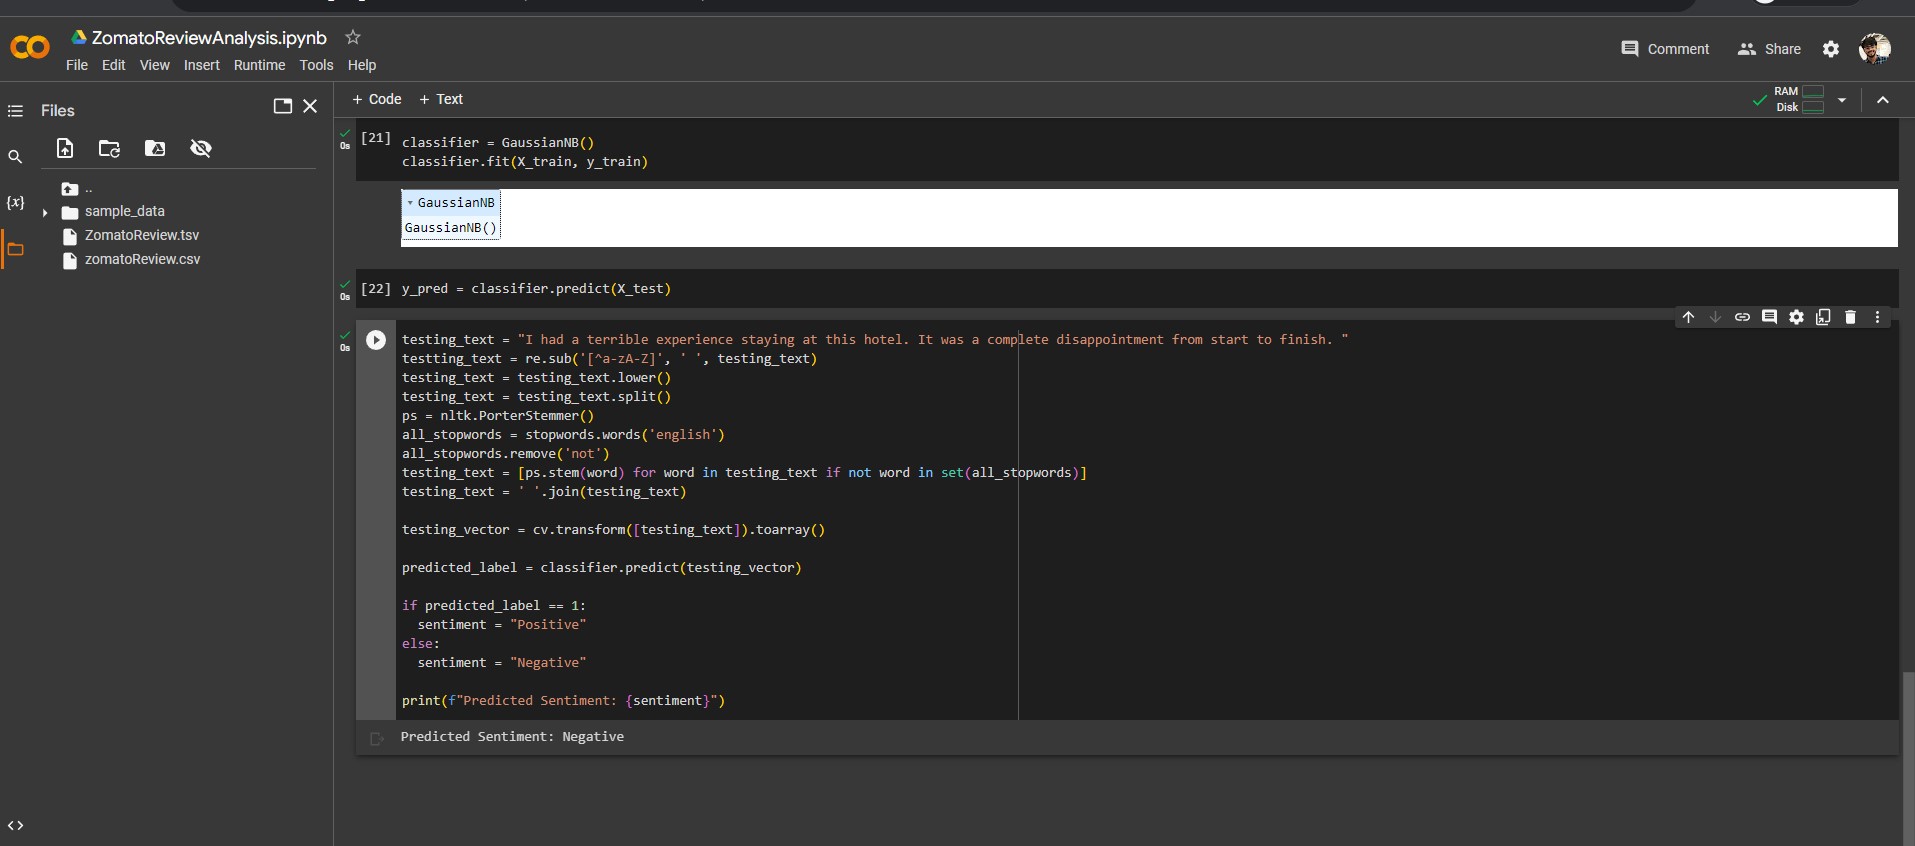 ZomatoReviewAnalysis.ipynb
File Edit View Insert Runtime Tools Help
Comment Share
Files
+ Code + Text
RAM
Disk
..
sample_data
ZomatoReview.tsv
zomatoReview.csv
{x}
<>
0s
[21] classifier = GaussianNB()
classifier.fit(X_train, y_train)
GaussianNB
GaussianNB()
0s
[22] y_pred = classifier.predict(X_test)
0s
testing_text = "I had a terrible experience staying at this hotel. It was a complete disappointment from start to finish. "
testting_text = re.sub('[^a-zA-Z]', ' ', testing_text)
testing_text = testing_text.lower()
testing_text = testing_text.split()
ps = nltk.PorterStemmer()
all_stopwords = stopwords.words('english')
all_stopwords.remove('not')
testing_text = [ps.stem(word) for word in testing_text if not word in set(all_stopwords)]
testing_text = ' '.join(testing_text)
testing_vector = cv.transform([testing_text]).toarray()
predicted_label = classifier.predict(testing_vector)
if predicted_label == 1:
sentiment = "Positive"
else:
sentiment = "Negative"
print(f"Predicted Sentiment: {sentiment}")
Predicted Sentiment: Negative